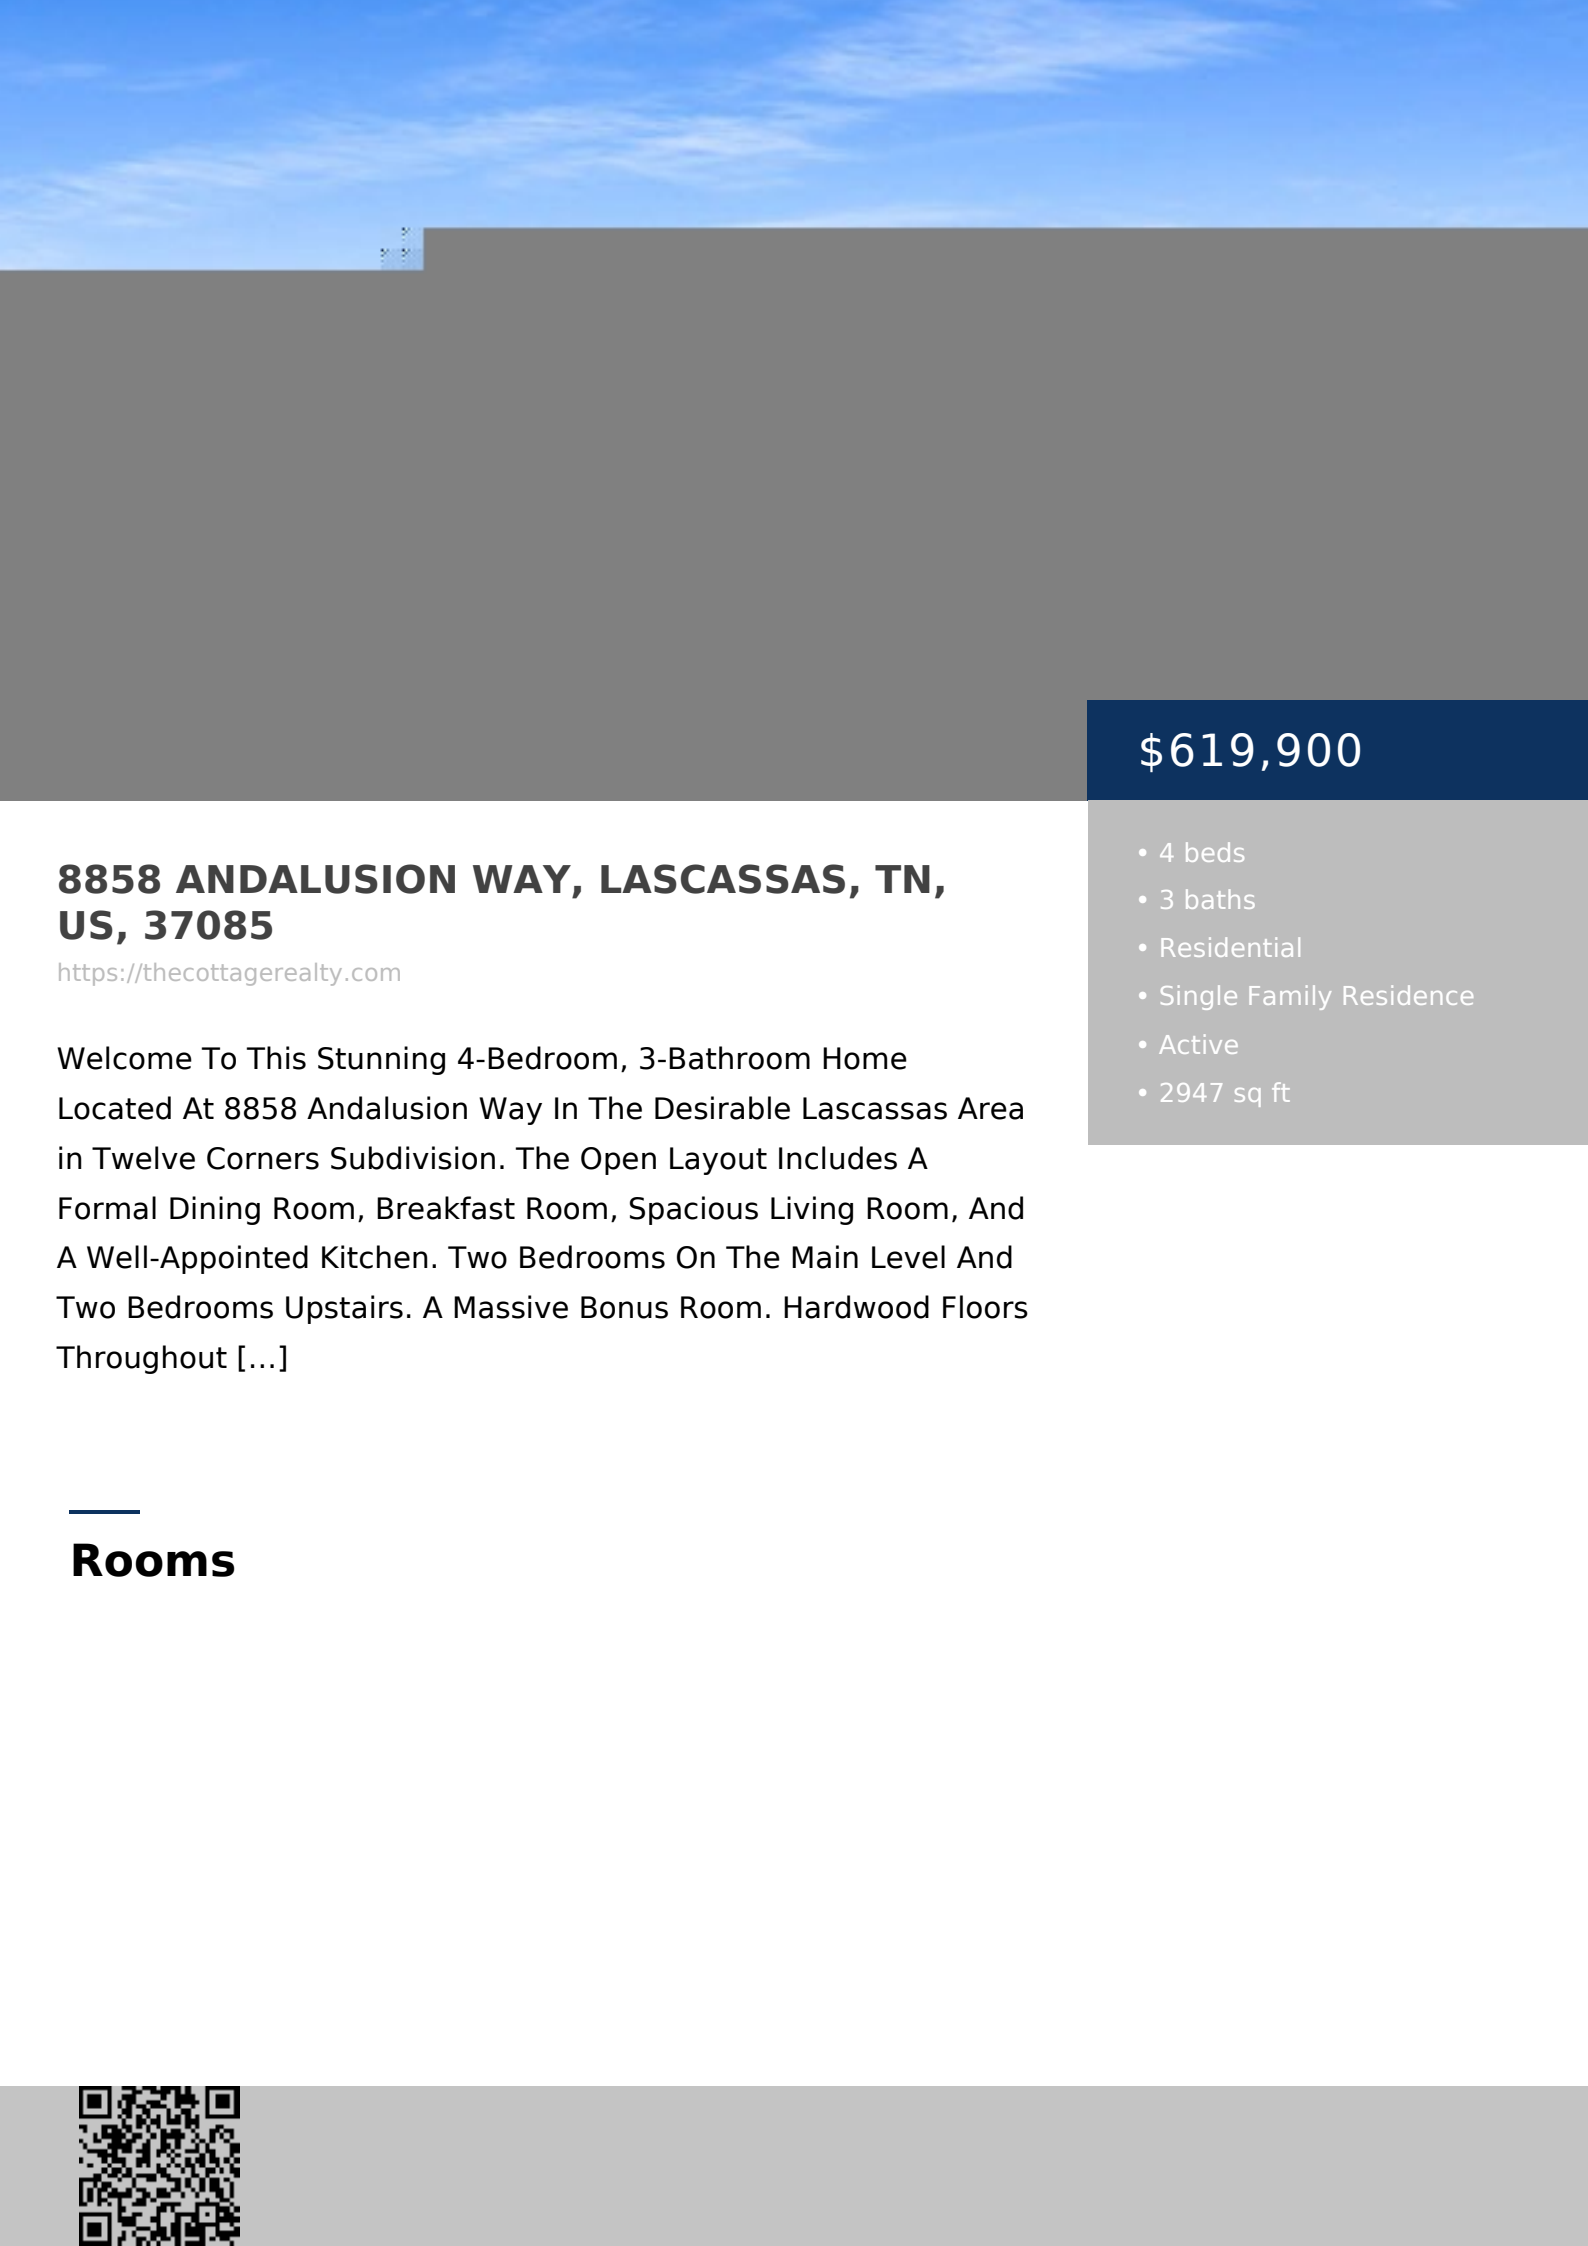 $619,900
8858 ANDALUSION WAY, LASCASSAS, TN,
US, 37085
https://thecottagerealty.com
Welcome To This Stunning 4-Bedroom, 3-Bathroom Home
Located At 8858 Andalusion Way In The Desirable Lascassas Area
in Twelve Corners Subdivision. The Open Layout Includes A
Formal Dining Room, Breakfast Room, Spacious Living Room, And
A Well-Appointed Kitchen. Two Bedrooms On The Main Level And
Two Bedrooms Upstairs. A Massive Bonus Room. Hardwood Floors
Throughout […]
• 4 beds
• 3 baths
• Residential
• Single Family Residence
• Active
• 2947 sq ft
Rooms